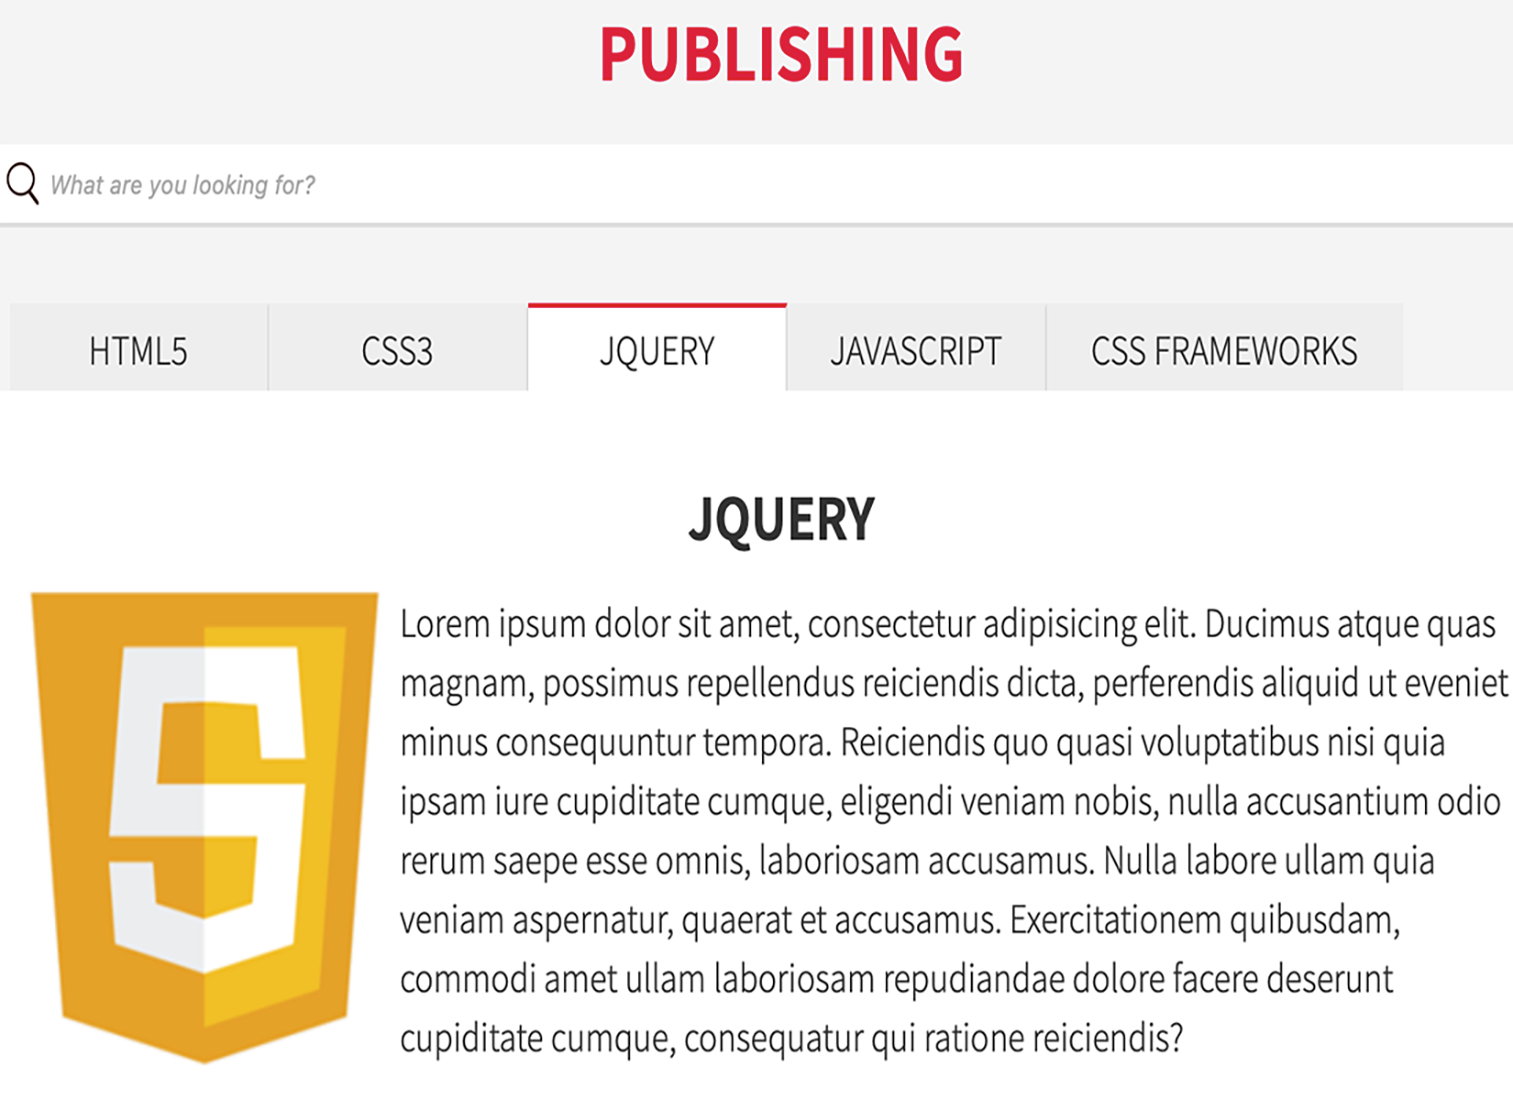 PUBLISHING
What are you looking for?
HTML5
CSS3
JQUERY
JAVASCRIPT
CSS FRAMEWORKS
JQUERY
Lorem ipsum dolor sit amet, consectetur adipisicing elit. Ducimus atque quas
magnam, possimus repellendus reiciendis dicta, perferendis aliquid ut eveniet
minus consequuntur tempora. Reiciendis quo quasi voluptatibus nisi quia
ipsam iure cupiditate cumque, eligendi veniam nobis, nulla accusantium odio
rerum saepe esse omnis, laboriosam accusamus. Nulla labore ullam quia
veniam aspernatur, quaerat et accusamus. Exercitationem quibusdam,
commodi amet ullam laboriosam repudiandae dolore facere deserunt
cupiditate cumque, consequatur qui ratione reiciendis?